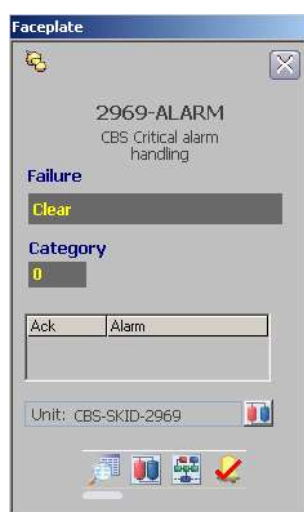 Faceplate
2969-ALARM
CBS Critical alarm
handling
Failure
Clear
Category
0
Ack Alarm
Unit: CBS-SKID-2969